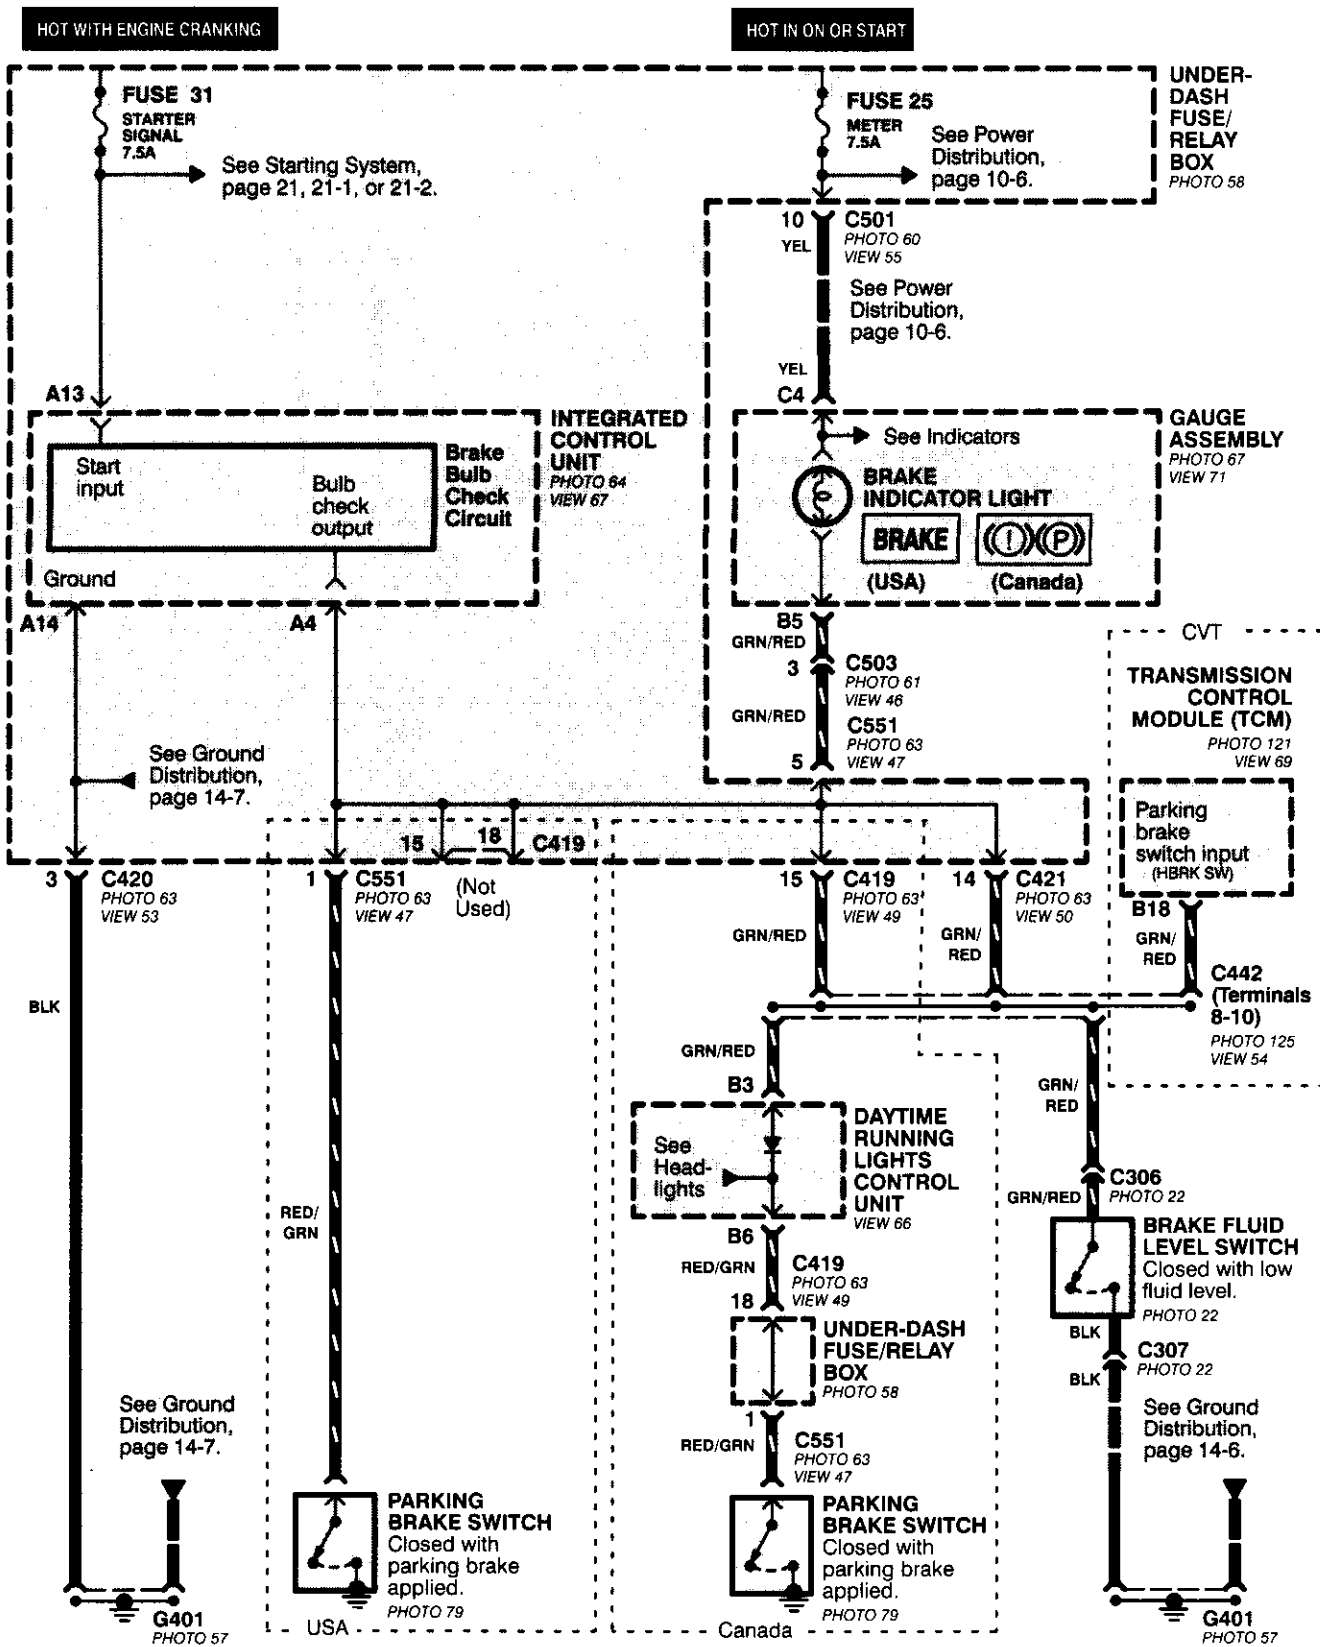 HOT WITH ENGINE CRANKING
HOT IN ON OR START
FUSE 31
STARTER
SIGNAL
7.5A
See Starting System,
page 21, 21-1, or 21-2.
FUSE 25
METER
7.5A
See Power
Distribution,
page 10-6.
UNDER-
DASH
FUSE/
RELAY
BOX
PHOTO 58
10
C501
YEL
PHOTO 60
VIEW 55
See Power
Distribution,
page 10-6.
YEL
C4
A13
INTEGRATED
CONTROL
UNIT
PHOTO 64
VIEW 67
Brake
Bulb
Check
Circuit
Start
input
Bulb
check
output
Ground
A14
A4
GAUGE
ASSEMBLY
PHOTO 67
VIEW 71
See Indicators
BRAKE
INDICATOR LIGHT
BRAKE
(!)(P)
(USA)
(Canada)
B5
GRN/RED
3
C503
PHOTO 61
VIEW 46
GRN/RED
C551
PHOTO 63
VIEW 47
5
CVT
TRANSMISSION
CONTROL
MODULE (TCM)
PHOTO 121
VIEW 69
Parking
brake
switch input
(HBRK SW)
B18
GRN/
RED
See Ground
Distribution,
page 14-7.
15
18
C419
(Not
Used)
3
C420
PHOTO 63
VIEW 53
1
C551
PHOTO 63
VIEW 47
15
C419
PHOTO 63
VIEW 49
GRN/RED
14
C421
PHOTO 63
VIEW 50
GRN/
RED
C442
(Terminals
8-10)
PHOTO 125
VIEW 54
BLK
GRN/RED
B3
GRN/
RED
DAYTIME
RUNNING
LIGHTS
CONTROL
UNIT
VIEW 66
See
Head-
lights
B6
RED/GRN
C419
PHOTO 63
VIEW 49
18
RED/
GRN
C306
PHOTO 22
GRN/RED
BRAKE FLUID
LEVEL SWITCH
Closed with low
fluid level.
PHOTO 22
BLK
C307
PHOTO 22
BLK
UNDER-DASH
FUSE/RELAY
BOX
PHOTO 58
1
RED/GRN
C551
PHOTO 63
VIEW 47
See Ground
Distribution,
page 14-7.
See Ground
Distribution,
page 14-6.
PARKING
BRAKE SWITCH
Closed with
parking brake
applied.
PHOTO 79
PARKING
BRAKE SWITCH
Closed with
parking brake
applied.
PHOTO 79
G401
PHOTO 57
USA
Canada
G401
PHOTO 57